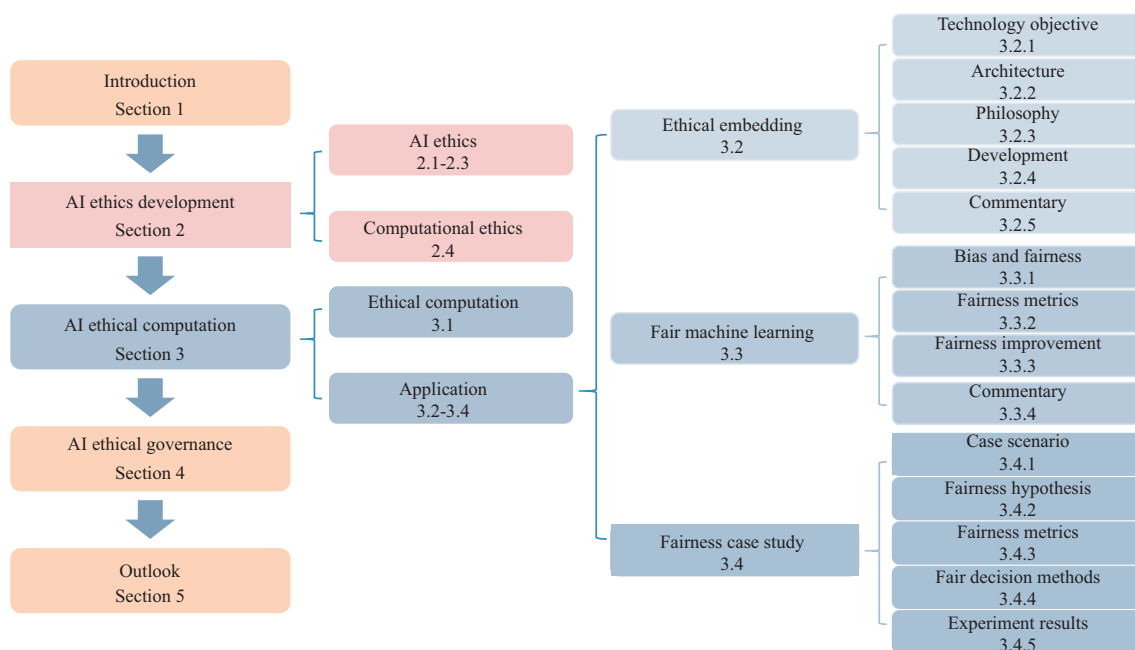 Introduction
Section 1
AI ethics development
Section 2
AI ethical computation
Section 3
AI ethical governance
Section 4
Outlook
Section 5
AI ethics
2.1-2.3
Computational ethics
2.4
Ethical computation
3.1
Application
3.2-3.4
Ethical embedding
3.2
Fair machine learning
3.3
Fairness case study
3.4
Technology objective
3.2.1
Architecture
3.2.2
Philosophy
3.2.3
Development
3.2.4
Commentary
3.2.5
Bias and fairness
3.3.1
Fairness metrics
3.3.2
Fairness improvement
3.3.3
Commentary
3.3.4
Case scenario
3.4.1
Fairness hypothesis
3.4.2
Fairness metrics
3.4.3
Fair decision methods
3.4.4
Experiment results
3.4.5